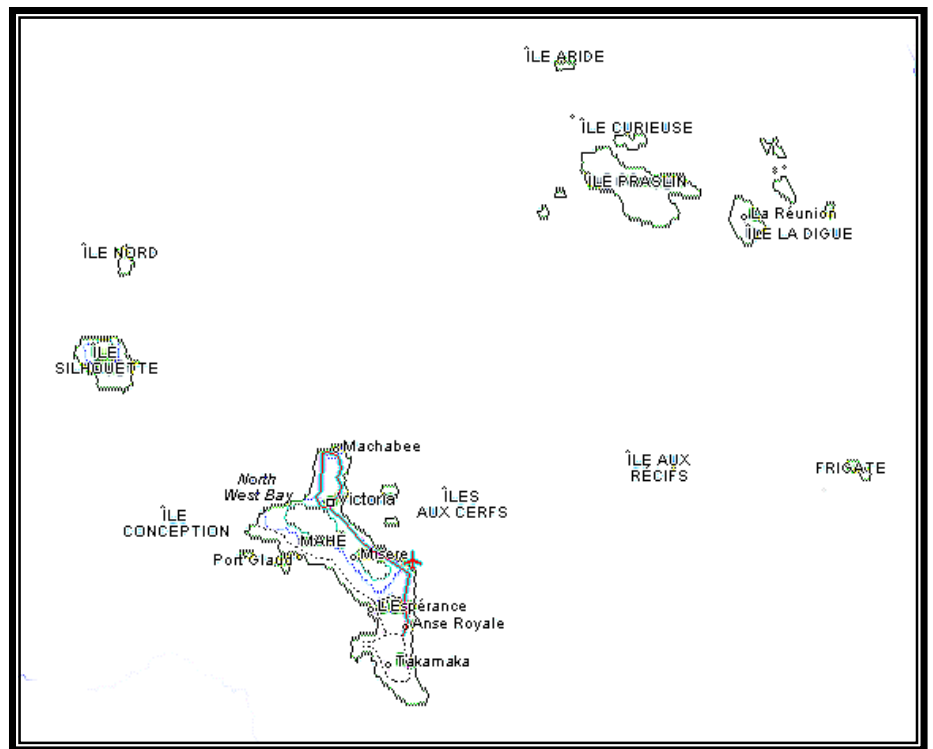 ÎLE ARIDE
ÎLE CURIEUSE
ÎLE PRASLIN
La Réunion
ÎLE LA DIGUE
ÎLE NORD
ÎLE
SILHOUETTE
Machabee
ÎLE AUX
RÉCIFS
FRIGATE
North
West Bay
Victoria
ÎLES
AUX CERFS
ÎLE
CONCEPTION
MAHÉ
Misere
Port Glaud
L'Espérance
Anse Royale
Takamaka